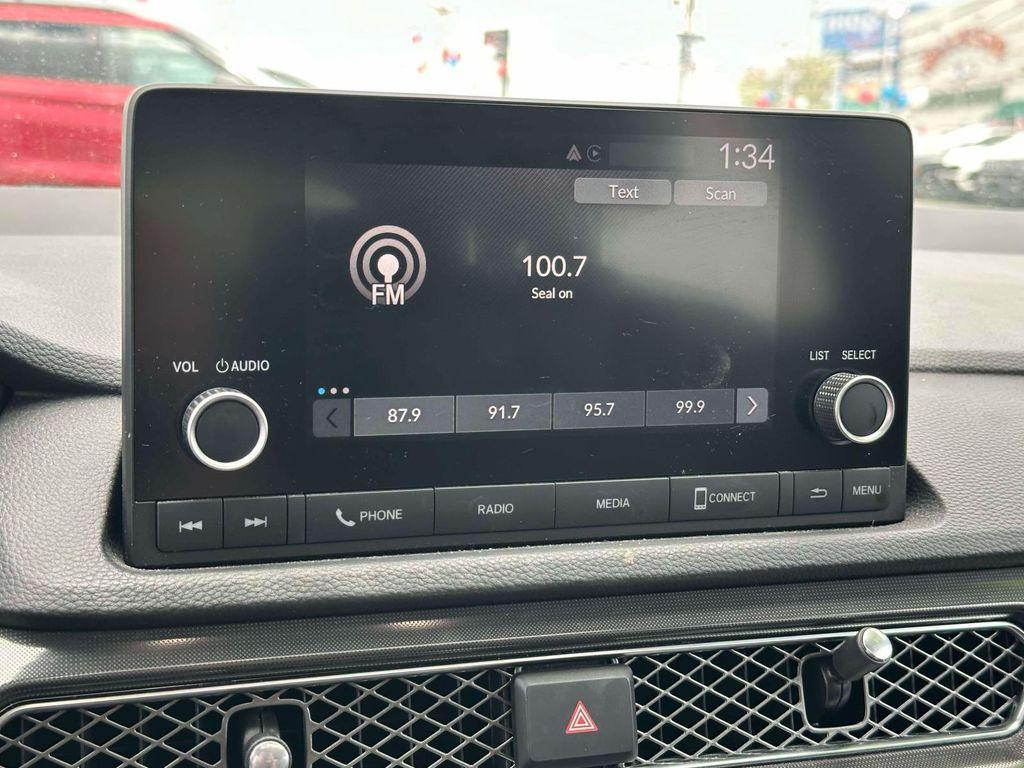 1:34
Text Scan
100.7
Seal on
FM
VOL AUDIO
LIST SELECT
87.9 91.7 95.7 99.9
PHONE RADIO MEDIA CONNECT MENU